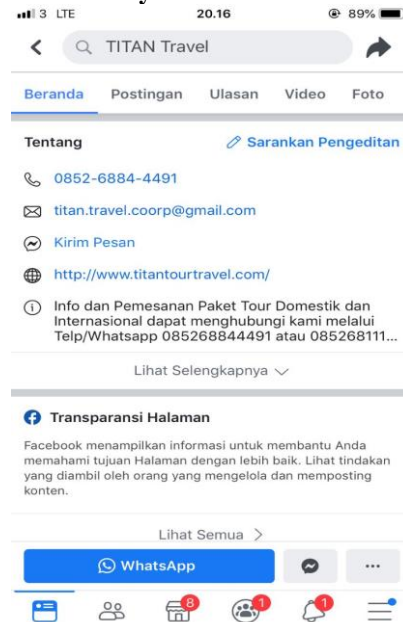 3 LTE 20.16 89%
TITAN Travel
Beranda Postingan Ulasan Video Foto
Tentang Sarankan Pengeditan
0852-6884-4491
titan.travel.coorp@gmail.com
Kirim Pesan
http://www.titantourtravel.com/
Info dan Pemesanan Paket Tour Domestik dan
Internasional dapat menghubungi kami melalui
Telp/Whatsapp 085268844491 atau 085268111...
Lihat Selengkapnya
Transparansi Halaman
Facebook menampilkan informasi untuk membantu Anda
memahami tujuan Halaman dengan lebih baik. Lihat tindakan
yang diambil oleh orang yang mengelola dan memposting
konten.
Lihat Semua
WhatsApp
8 1 1